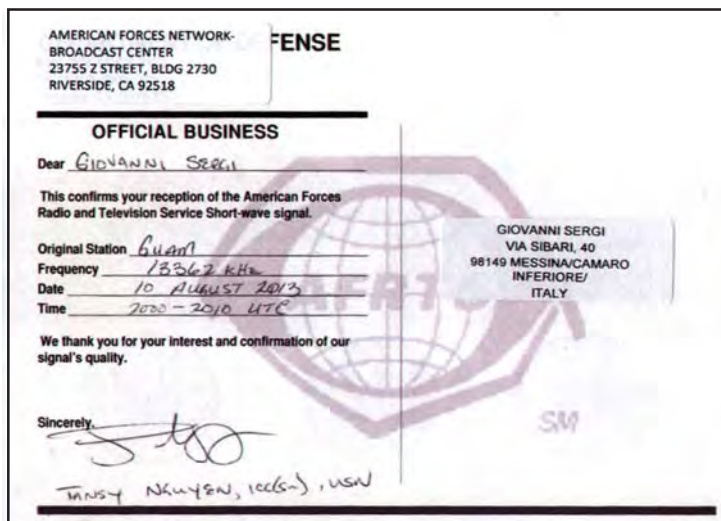 AMERICAN FORCES NETWORK-
BROADCAST CENTER
23755 Z STREET, BLDG 2730
RIVERSIDE, CA 92518
FENSE
OFFICIAL BUSINESS
Dear GIOVANNI SERGI
This confirms your reception of the American Forces
Radio and Television Service Short-wave signal.
Original Station GUAM
Frequency 13362 KHz
Date 10 AUGUST 2013
Time 2000-2010 UTC
We thank you for your interest and confirmation of our
signal's quality.
Sincerely,
TANSY NGUYEN, , USN
GIOVANNI SERGI
VIA SIBARI, 40
98149 MESSINA/CAMARO
INFERIORE/
ITALY
AFRTS
SM